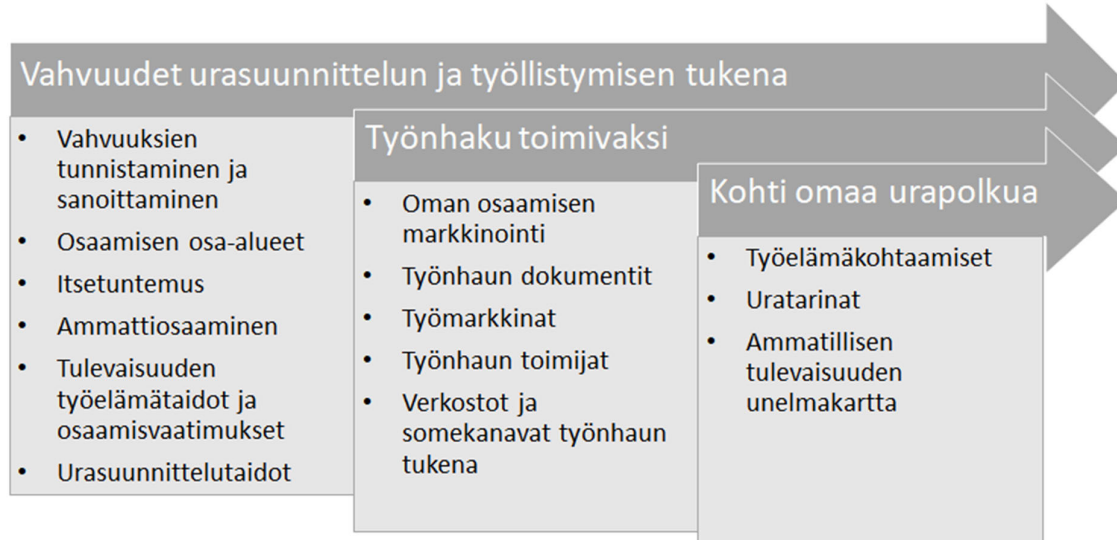 Vahvuudet urasuunnittelun ja työllistymisen tukena
• Vahvuuksien
tunnistaminen ja
sanoittaminen
• Osaamisen osa-alueet
• Itsetuntemus
• Ammattiosaaminen
• Tulevaisuuden
työelämätaidot ja
osaamisvaatimukset
• Urasuunnittelutaidot
Työnhaku toimivaksi
• Oman osaamisen
markkinointi
• Työnhaun dokumentit
• Työmarkkinat
• Työnhaun toimijat
• Verkostot ja
somekanavat työnhaun
tukena
Kohti omaa urapolkua
• Työelämäkohtaamiset
• Uratarinat
• Ammatillisen
tulevaisuuden
unelmakartta